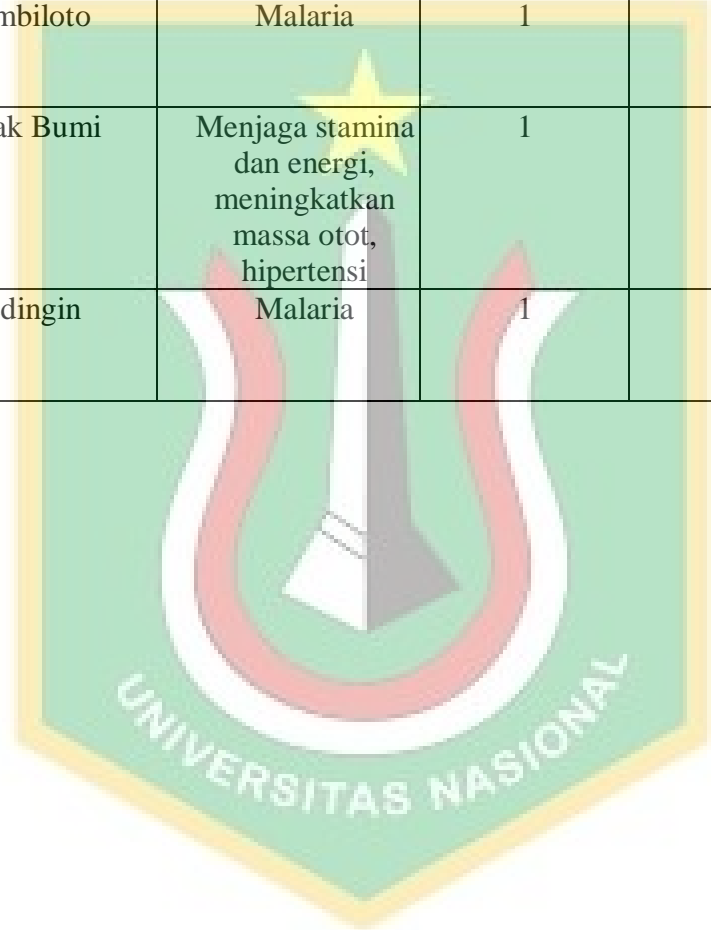 mbiloto Malaria 1
ak Bumi Menjaga stamina 1
dan energi,
meningkatkan
massa otot,
hipertensi
dingin Malaria 1
UNIVERSITAS NASIONAL